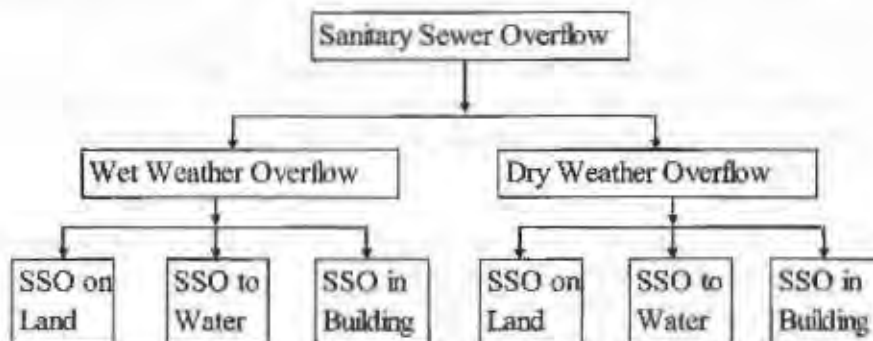 Sanitary Sewer Overflow
Wet Weather Overflow
Dry Weather Overflow
SSO on
Land
SSO to
Water
SSO in
Building
SSO on
Land
SSO to
Water
SSO in
Building